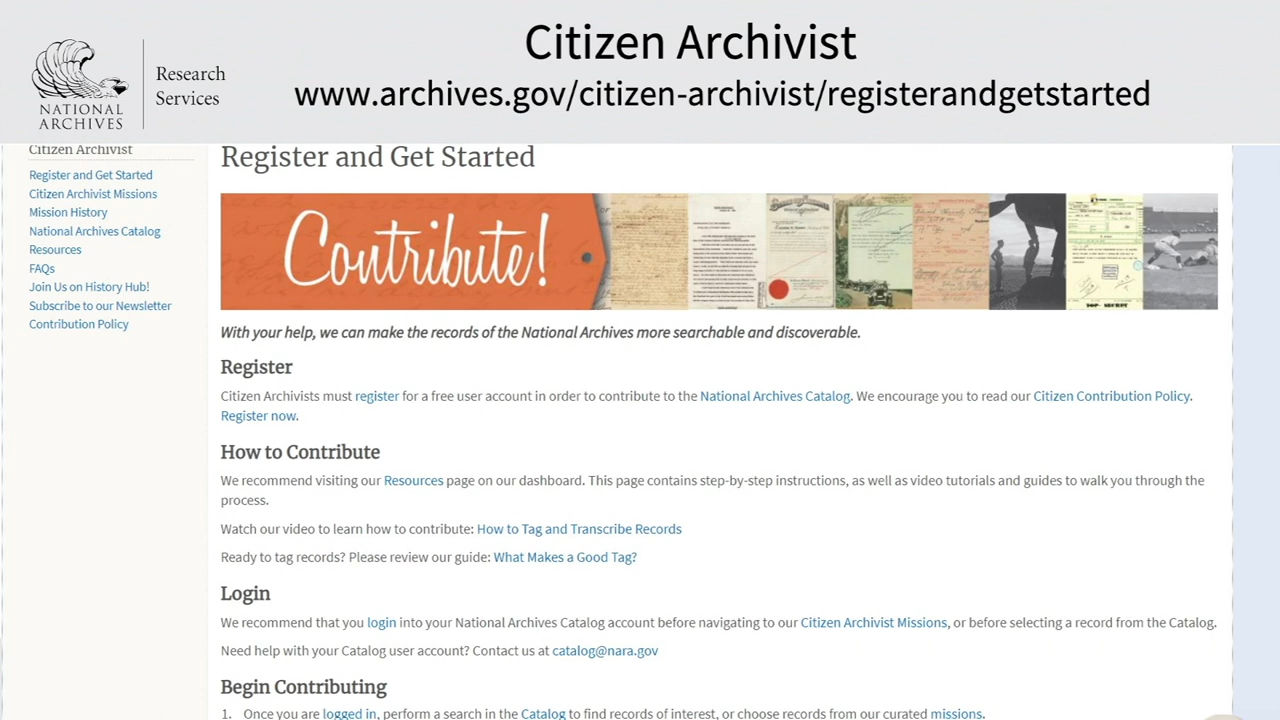 Citizen Archivist
www.archives.gov/citizen-archivist/registerandgetstarted
NATIONAL
ARCHIVES
Research
Services
Citizen Archivist
Register and Get Started
Citizen Archivist Missions
Mission History
National Archives Catalog
Resources
FAQs
Join Us on History Hub!
Subscribe to our Newsletter
Contribution Policy
Register and Get Started
Contribute!
TOP SECRET
With your help, we can make the records of the National Archives more searchable and discoverable.
Register
Citizen Archivists must register for a free user account in order to contribute to the National Archives Catalog. We encourage you to read our Citizen Contribution Policy.
Register now.
How to Contribute
We recommend visiting our Resources page on our dashboard. This page contains step-by-step instructions, as well as video tutorials and guides to walk you through the
process.
Watch our video to learn how to contribute: How to Tag and Transcribe Records
Ready to tag records? Please review our guide: What Makes a Good Tag?
Login
We recommend that you login into your National Archives Catalog account before navigating to our Citizen Archivist Missions, or before selecting a record from the Catalog.
Need help with your Catalog user account? Contact us at catalog@nara.gov
Begin Contributing
1. Once you are logged in, perform a search in the Catalog to find records of interest, or choose records from our curated missions.